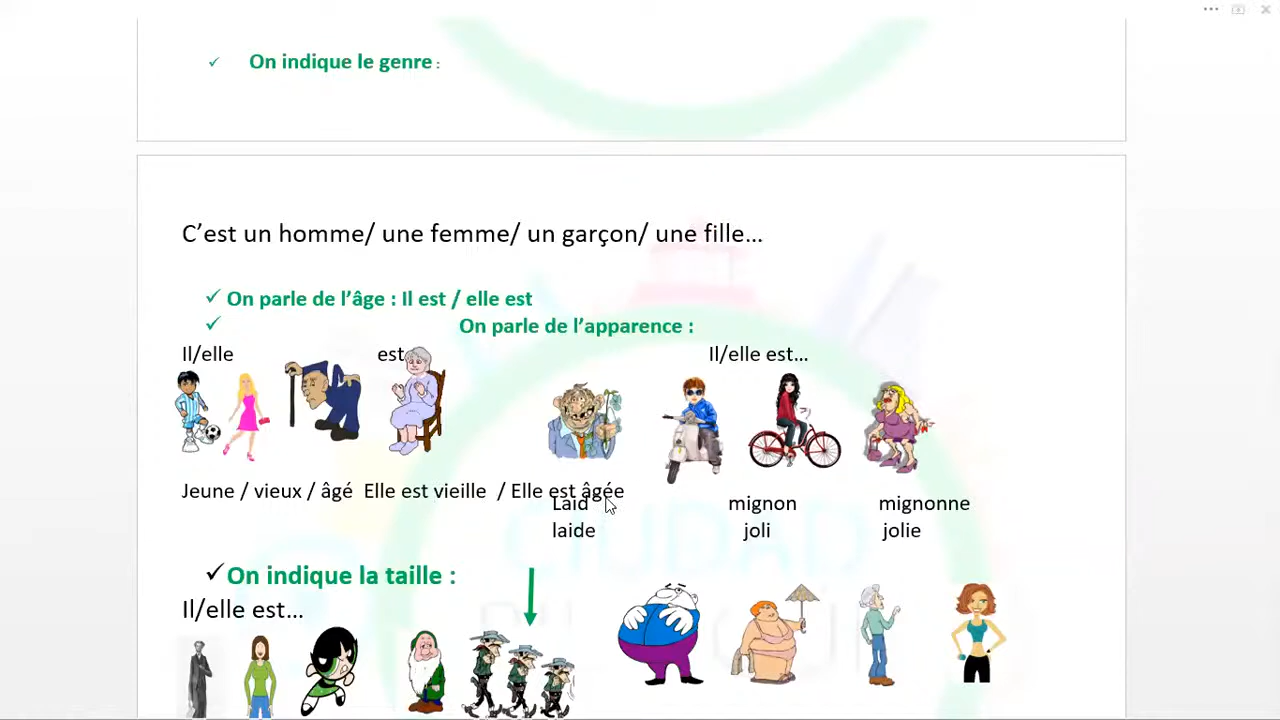 ✓ On indique le genre :
C’est un homme/ une femme/ un garçon/ une fille…
✓ On parle de l’âge : Il est / elle est
✓ On parle de l’apparence :
Il/elle est Il/elle est…
Jeune / vieux / âgé Elle est vieille / Elle est âgée
Laid mignon mignonne
laide joli jolie
✓ On indique la taille :
Il/elle est…